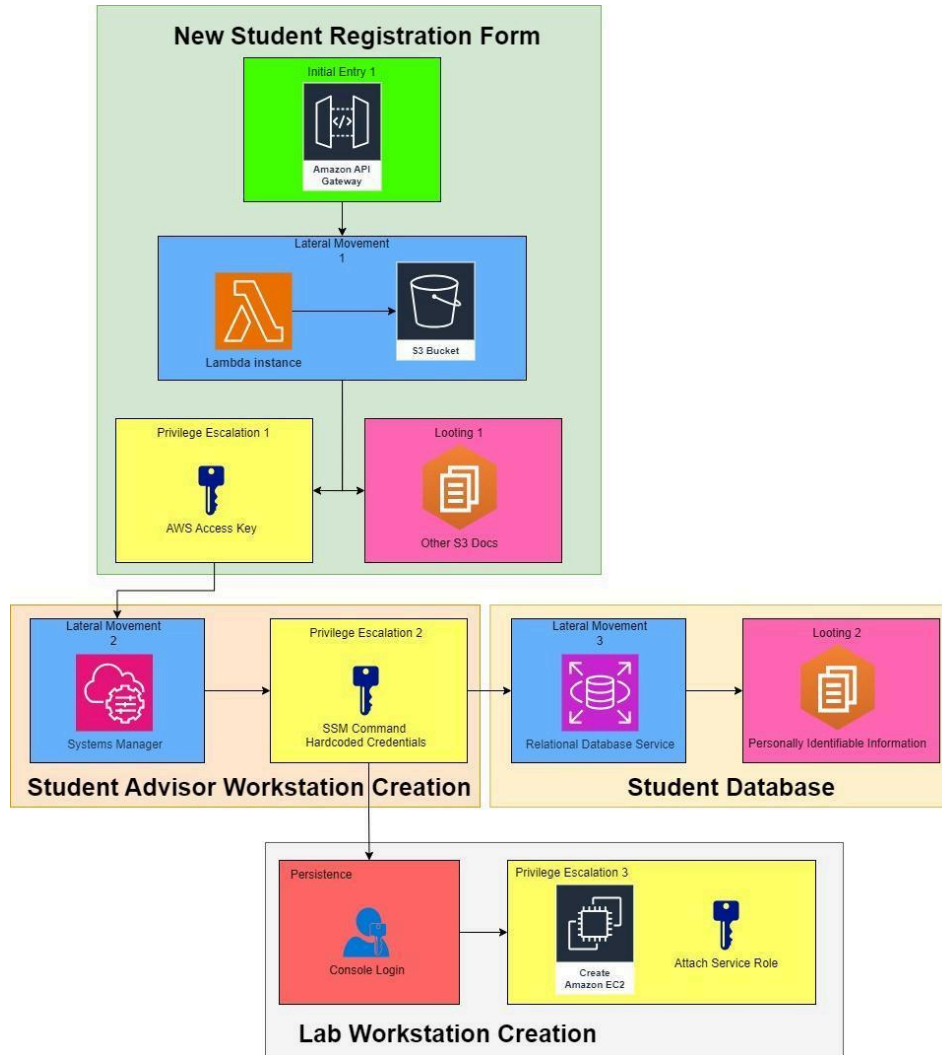 New Student Registration Form
Initial Entry 1
Amazon API
Gateway
Lateral Movement
1
Lambda instance
S3 Bucket
Privilege Escalation 1
AWS Access Key
Looting 1
Other S3 Docs
Lateral Movement
2
Systems Manager
Privilege Escalation 2
SSM Command
Hardcoded Credentials
Student Advisor Workstation Creation
Lateral Movement
3
Relational Database Service
Looting 2
Personally Identifiable Information
Student Database
Persistence
Console Login
Privilege Escalation 3
Create
Amazon EC2
Attach Service Role
Lab Workstation Creation